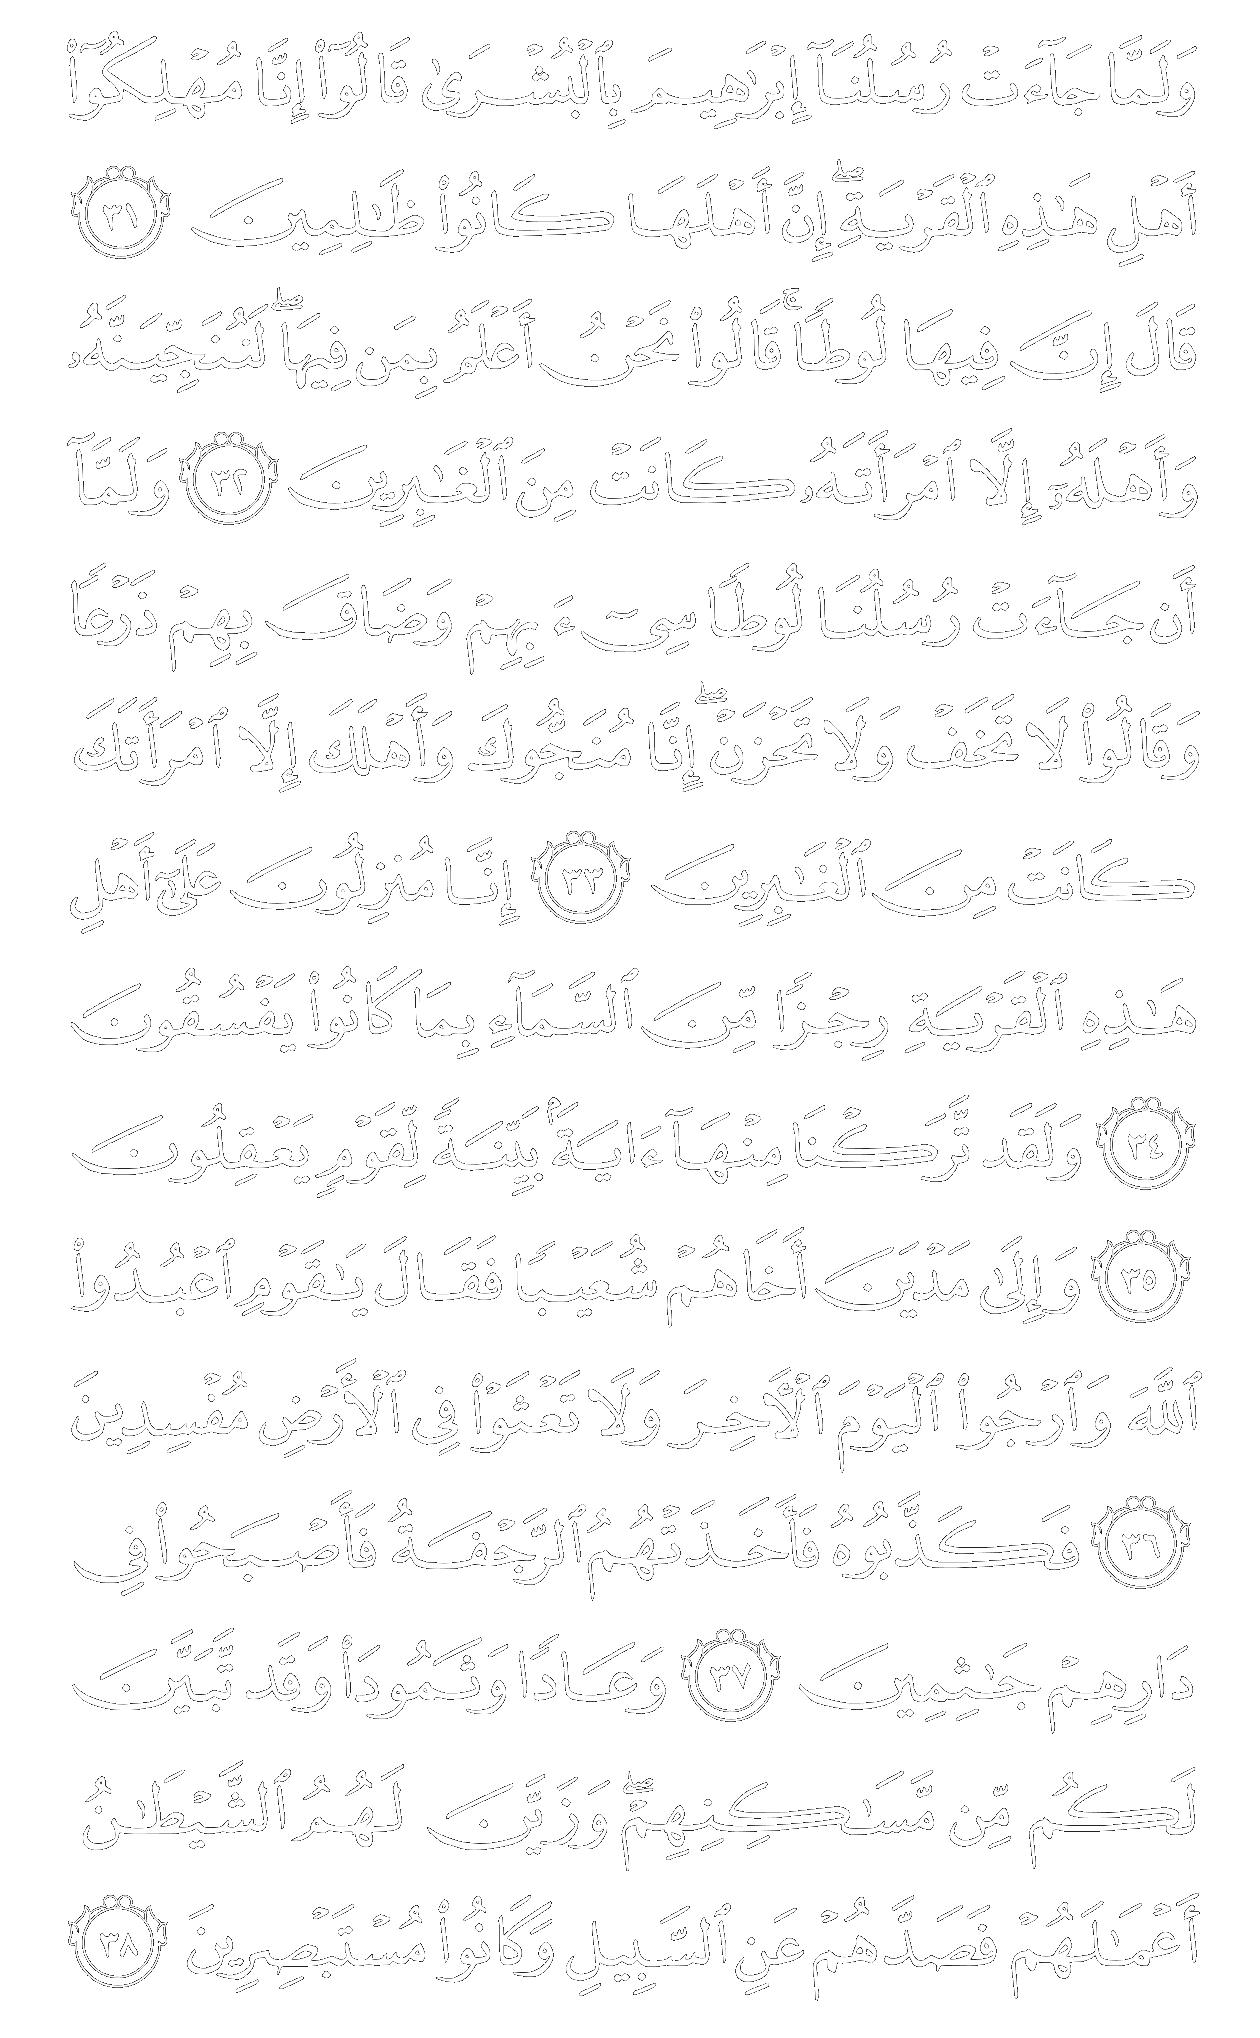 وَلَمَّا جَآءَتْ رُسُلُنَآ إِبْرَٰهِيمَ بِٱلْبُشْرَىٰ قَالُوٓا۟ إِنَّا مُهْلِكُوٓا۟
أَهْلِ هَٰذِهِ ٱلْقَرْيَةِ ۖ إِنَّ أَهْلَهَا كَانُوا۟ ظَٰلِمِينَ ٣١
قَالَ إِنَّ فِيهَا لُوطًا ۚ قَالُوا۟ نَحْنُ أَعْلَمُ بِمَن فِيهَا ۖ لَنُنَجِّيَنَّهُۥ
وَأَهْلَهُۥٓ إِلَّا ٱمْرَأَتَهُۥ كَانَتْ مِنَ ٱلْغَٰبِرِينَ ٣٢ وَلَمَّآ
أَن جَآءَتْ رُسُلُنَا لُوطًا سِىٓءَ بِهِمْ وَضَاقَ بِهِمْ ذَرْعًا
وَقَالُوا۟ لَا تَخَفْ وَلَا تَحْزَنْ ۖ إِنَّا مُنَجُّوكَ وَأَهْلَكَ إِلَّا ٱمْرَأَتَكَ
كَانَتْ مِنَ ٱلْغَٰبِرِينَ ٣٣ إِنَّا مُنزِلُونَ عَلَىٰٓ أَهْلِ
هَٰذِهِ ٱلْقَرْيَةِ رِجْزًا مِّنَ ٱلسَّمَآءِ بِمَا كَانُوا۟ يَفْسُقُونَ
٣٤ وَلَقَد تَّرَكْنَا مِنْهَآ ءَايَةًۢ بَيِّنَةً لِّقَوْمٍ يَعْقِلُونَ
٣٥ وَإِلَىٰ مَدْيَنَ أَخَاهُمْ شُعَيْبًا فَقَالَ يَٰقَوْمِ ٱعْبُدُوا۟
ٱللَّهَ وَٱرْجُوا۟ ٱلْيَوْمَ ٱلْءَاخِرَ وَلَا تَعْثَوْا۟ فِى ٱلْأَرْضِ مُفْسِدِينَ
٣٦ فَكَذَّبُوهُ فَأَخَذَتْهُمُ ٱلرَّجْفَةُ فَأَصْبَحُوا۟ فِى
دَارِهِمْ جَٰثِمِينَ ٣٧ وَعَادًا وَثَمُودَا۟ وَقَد تَّبَيَّنَ
لَكُم مِّن مَّسَٰكِنِهِمْ ۖ وَزَيَّنَ لَهُمُ ٱلشَّيْطَٰنُ
أَعْمَٰلَهُمْ فَصَدَّهُمْ عَنِ ٱلسَّبِيلِ وَكَانُوا۟ مُسْتَبْصِرِينَ ٣٨